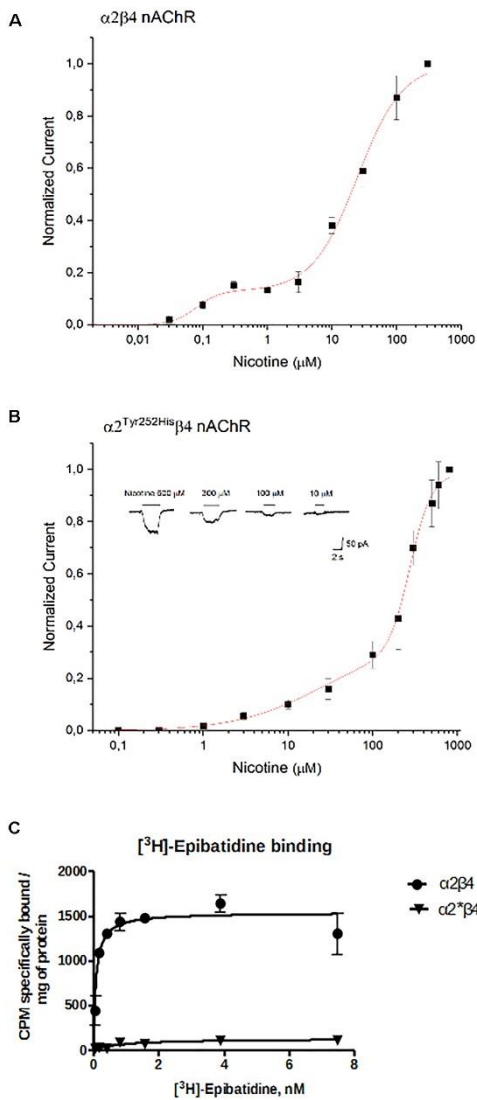 A
α2β4 nAChR
Normalized Current
1,0
0,8
0,6
0,4
0,2
0,0
0,01 0,1 1 10 100 1000
Nicotine (μM)
B
α2Tyr252Hisβ4 nAChR
Normalized Current
1,0
0,8
0,6
0,4
0,2
0,0
Nicotine 500 μM 200 μM 100 μM 10 μM
50 pA
2 s
0,1 1 10 100 1000
Nicotine (μM)
C
[³H]-Epibatidine binding
CPM specifically bound /
mg of protein
2000
1500
1000
500
0
0 2 4 6 8
[³H]-Epibatidine, nM
α2β4
α2*β4